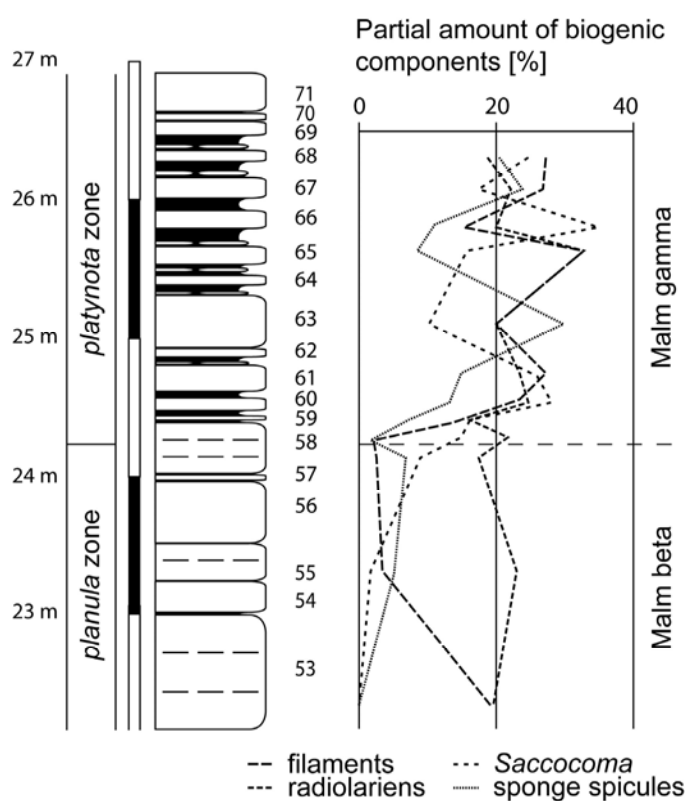 Partial amount of biogenic
components [%]
0 20 40
27 m
26 m
25 m
24 m
23 m
platynota zone
planula zone
71
70
69
68
67
66
65
64
63
62
61
60
59
58
57
56
55
54
53
Malm gamma
Malm beta
filaments
radiolariens
Saccocoma
sponge spicules